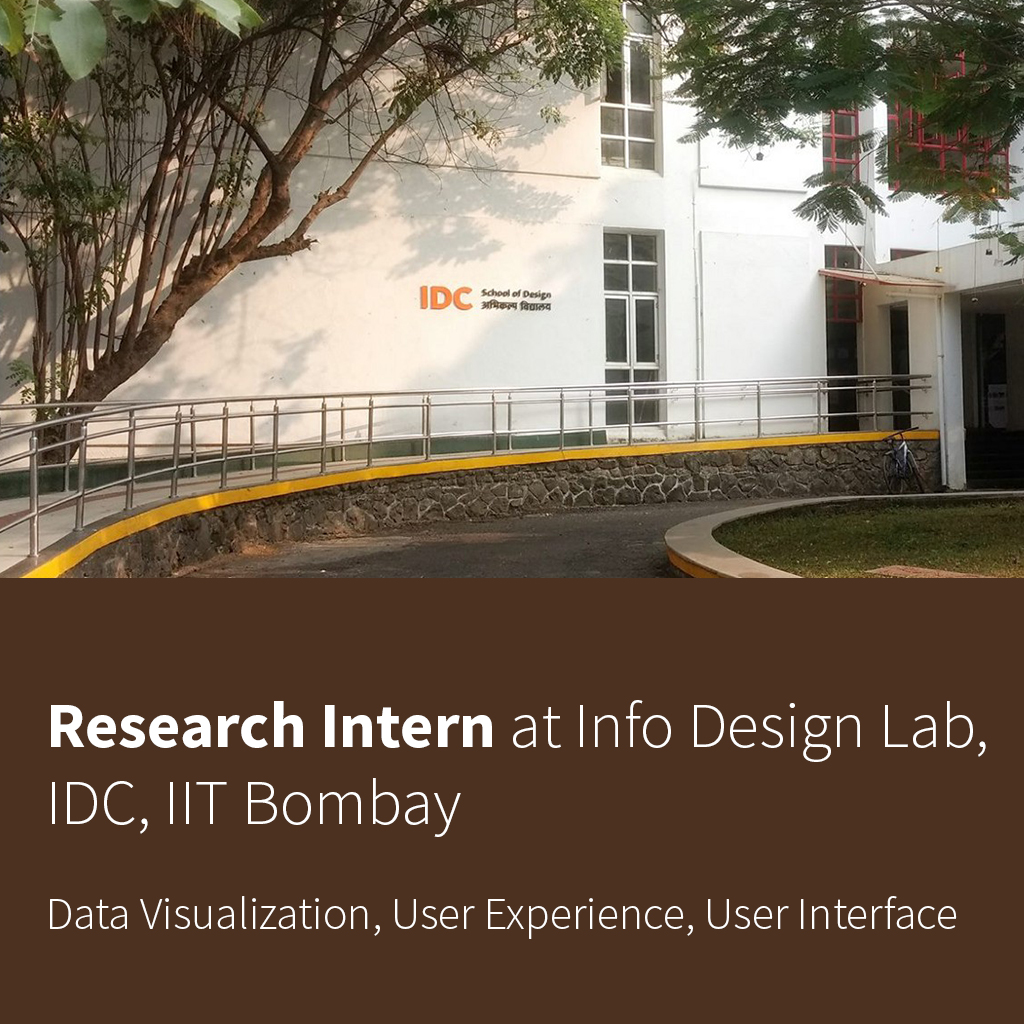 IDC School of Design
अभिकल्प विद्यालय
Research Intern at Info Design Lab,
IDC, IIT Bombay
Data Visualization, User Experience, User Interface